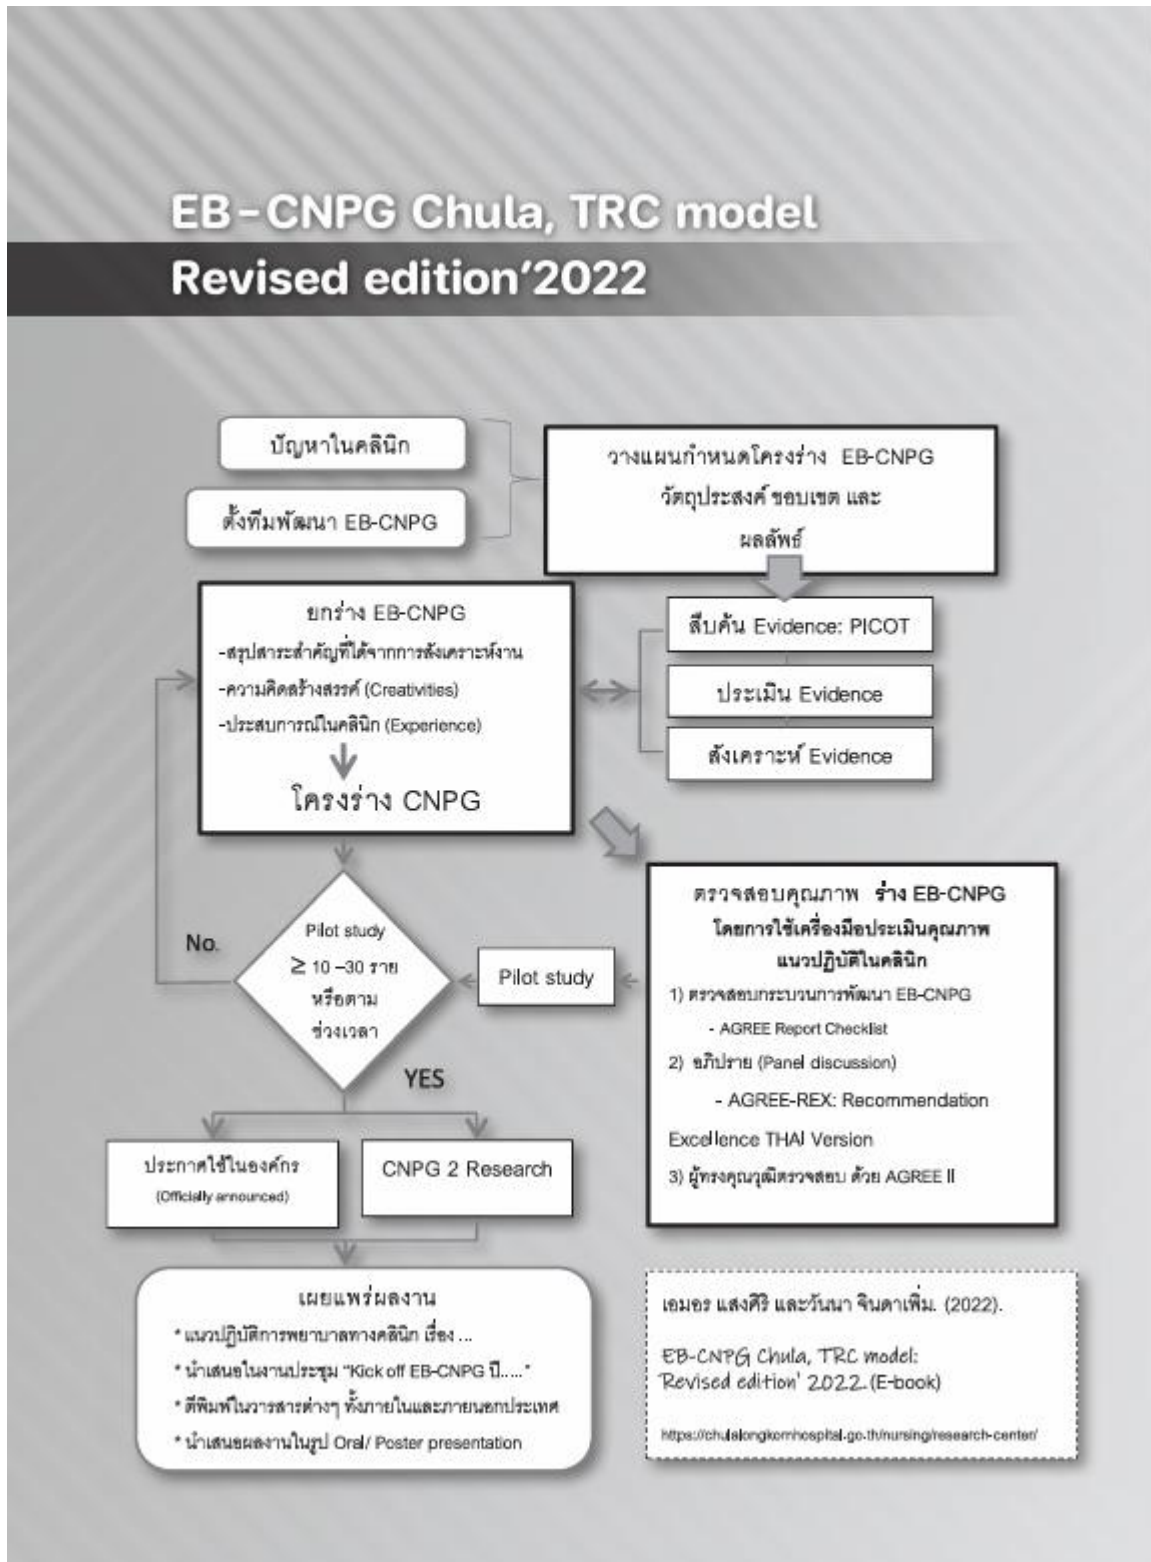 EB-CNPG Chula, TRC model
Revised edition'2022
ปัญหาในคลินิก
ตั้งทีมพัฒนา EB-CNPG
วางแผนกำหนดโครงร่าง EB-CNPG
วัตถุประสงค์ ขอบเขต และ
ผลลัพธ์
ยกร่าง EB-CNPG
-สรุปสาระสำคัญที่ได้จากการสังเคราะห์งาน
-ความคิดสร้างสรรค์ (Creativities)
-ประสบการณ์ในคลินิก (Experience)
โครงร่าง CNPG
สืบค้น Evidence: PICOT
ประเมิน Evidence
สังเคราะห์ Evidence
ตรวจสอบคุณภาพ ร่าง EB-CNPG
โดยการใช้เครื่องมือประเมินคุณภาพ
แนวปฏิบัติในคลินิก
1) ตรวจสอบกระบวนการพัฒนา EB-CNPG
- AGREE Report Checklist
2) อภิปราย (Panel discussion)
- AGREE-REX: Recommendation
Excellence THAI Version
3) ผู้ทรงคุณวุฒิตรวจสอบ ด้วย AGREE II
Pilot study
Pilot study
≥ 10 –30 ราย
หรือตาม
ช่วงเวลา
No.
YES
ประกาศใช้ในองค์กร
(Officially announced)
CNPG 2 Research
เผยแพร่ผลงาน
* แนวปฏิบัติการพยาบาลทางคลินิก เรื่อง ...
* นำเสนอในงานประชุม "Kick off EB-CNPG ปี....."
* ตีพิมพ์ในวารสารต่างๆ ทั้งภายในและภายนอกประเทศ
* นำเสนอผลงานในรูป Oral/ Poster presentation
เอมอร แสงศิริ และวันนา จินดาเพิ่ม. (2022).
EB-CNPG Chula, TRC model:
Revised edition' 2022. (E-book)
https://chulalongkornhospital.go.th/nursing/research-center/